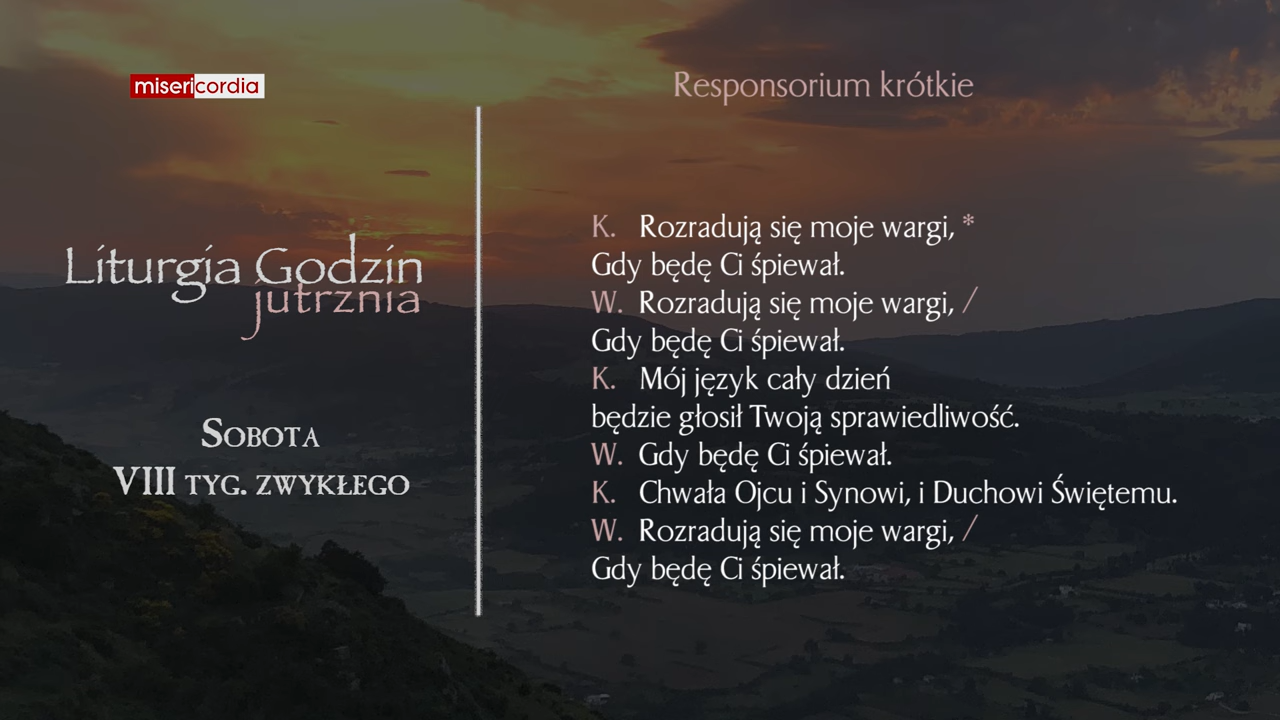 misericordia
Liturgia Godzin
jutrznia
Sobota
VIII tyg. zwykłego
Responsorium krótkie
K. Rozradują się moje wargi, *
Gdy będę Ci śpiewał.
W. Rozradują się moje wargi, /
Gdy będę Ci śpiewał.
K. Mój język cały dzień
będzie głosił Twoją sprawiedliwość.
W. Gdy będę Ci śpiewał.
K. Chwała Ojcu i Synowi, i Duchowi Świętemu.
W. Rozradują się moje wargi, /
Gdy będę Ci śpiewał.